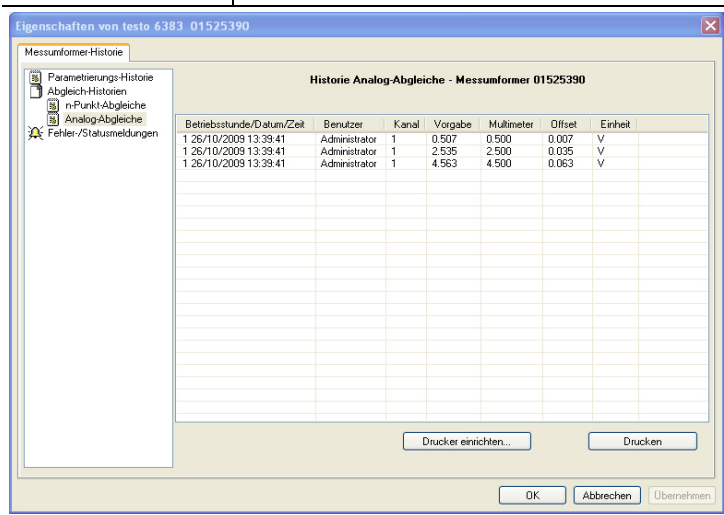 Eigenschaften von testo 6383 01525390
Messumformer-Historie
Parametrierungs-Historie
Abgleich-Historien
n-Punkt-Abgleiche
Analog-Abgleiche
Fehler-/Statusmeldungen
Historie Analog-Abgleiche - Messumformer 01525390
Betriebsstunde/Datum/Zeit Benutzer Kanal Vorgabe Multimeter Offset Einheit
1 26/10/2009 13:39:41 Administrator 1 0.507 0.500 0.007 V
1 26/10/2009 13:39:41 Administrator 1 2.535 2.500 0.035 V
1 26/10/2009 13:39:41 Administrator 1 4.563 4.500 0.063 V
Drucker einrichten... Drucken
OK Abbrechen Übernehmen